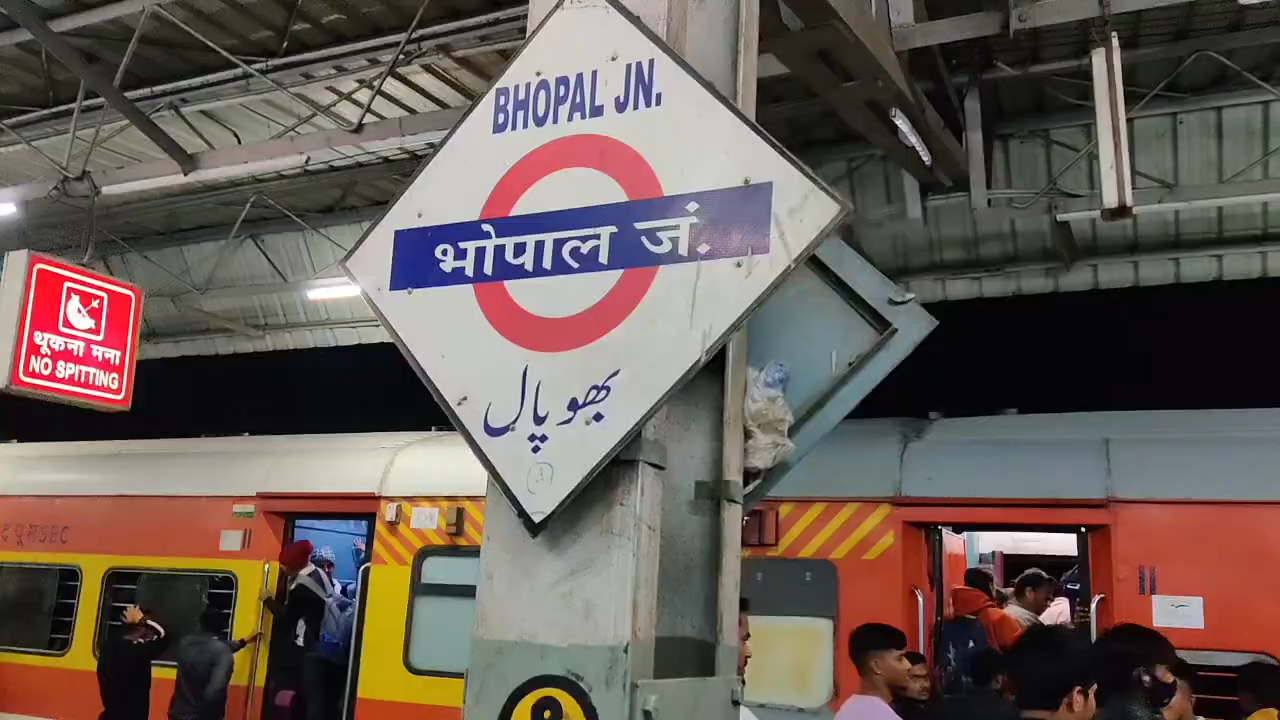 BHOPAL JN.
भोपाल जं.
بھوپال
थूकना मना
NO SPITTING